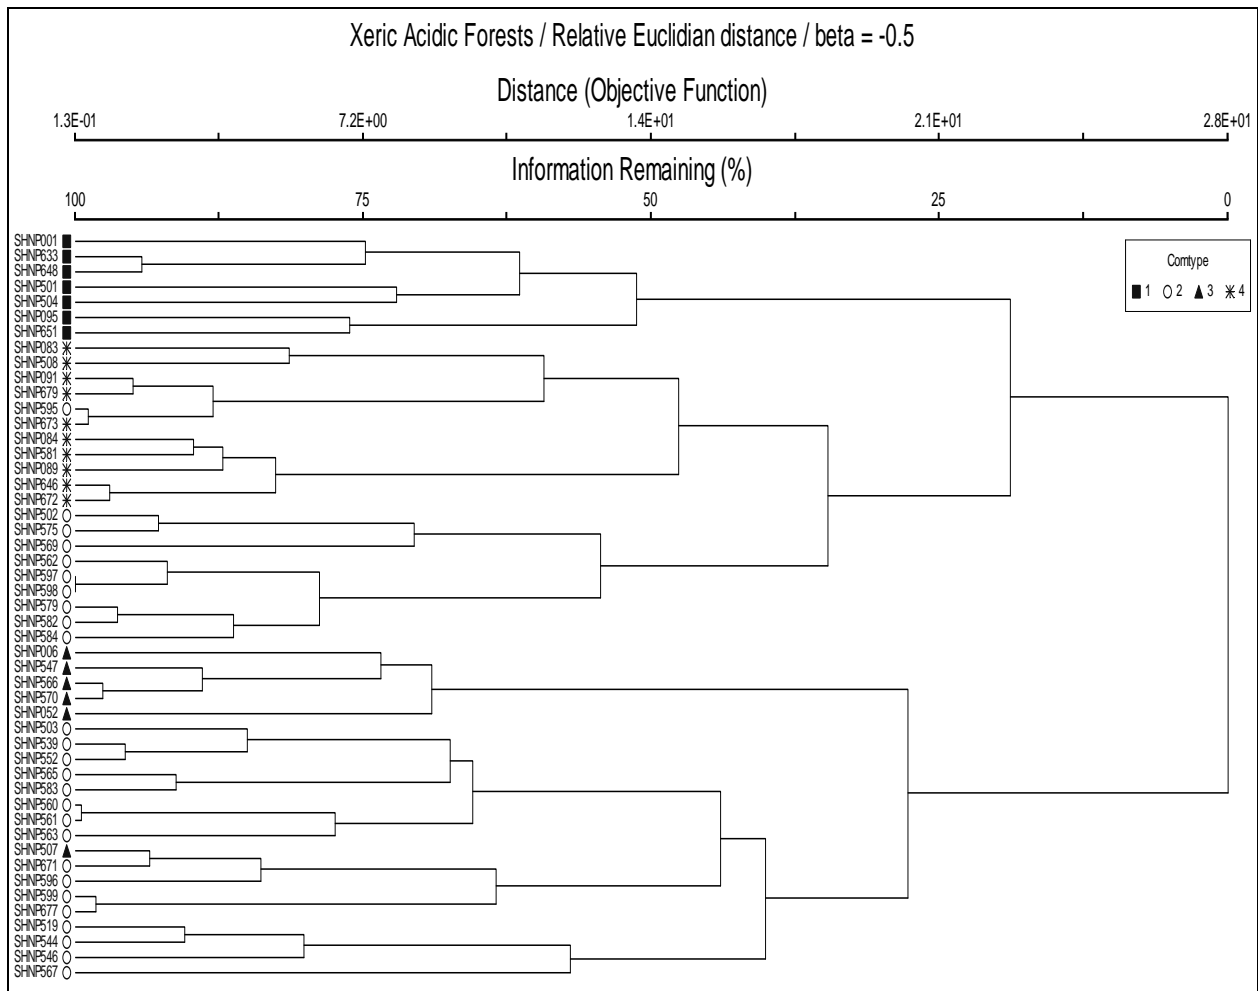 Xeric Acidic Forests / Relative Euclidian distance / beta = -0.5
Distance (Objective Function)
1.3E-01 7.2E+00 1.4E+01 2.1E+01 2.8E+01
Information Remaining (%)
100 75 50 25 0
Comtype
1 2 3 4
SHNP001
SHNP633
SHNP648
SHNP501
SHNP504
SHNP095
SHNP651
SHNP083
SHNP508
SHNP091
SHNP679
SHNP595
SHNP673
SHNP084
SHNP581
SHNP089
SHNP646
SHNP672
SHNP502
SHNP575
SHNP569
SHNP562
SHNP597
SHNP598
SHNP579
SHNP582
SHNP584
SHNP006
SHNP547
SHNP566
SHNP570
SHNP052
SHNP503
SHNP539
SHNP552
SHNP565
SHNP583
SHNP560
SHNP561
SHNP563
SHNP507
SHNP671
SHNP596
SHNP599
SHNP677
SHNP519
SHNP544
SHNP546
SHNP567